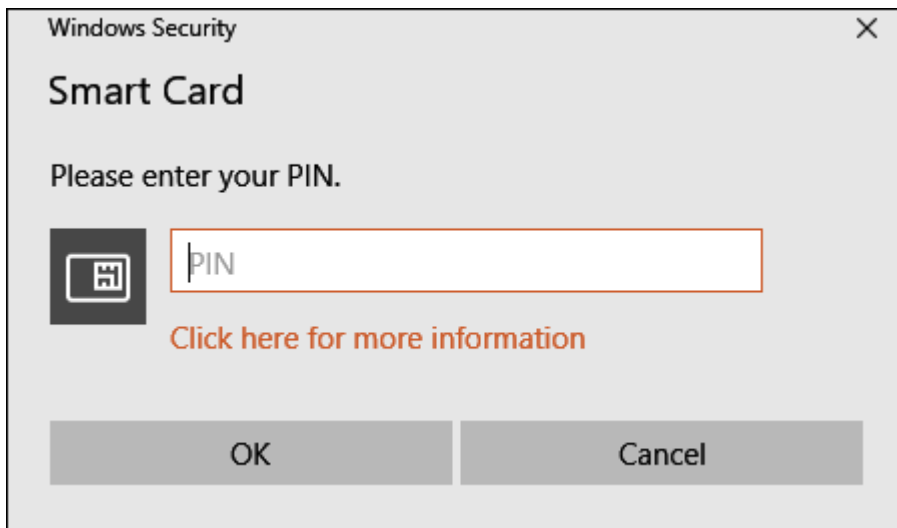 Windows Security
Smart Card
Please enter your PIN.
PIN
Click here for more information
OK
Cancel